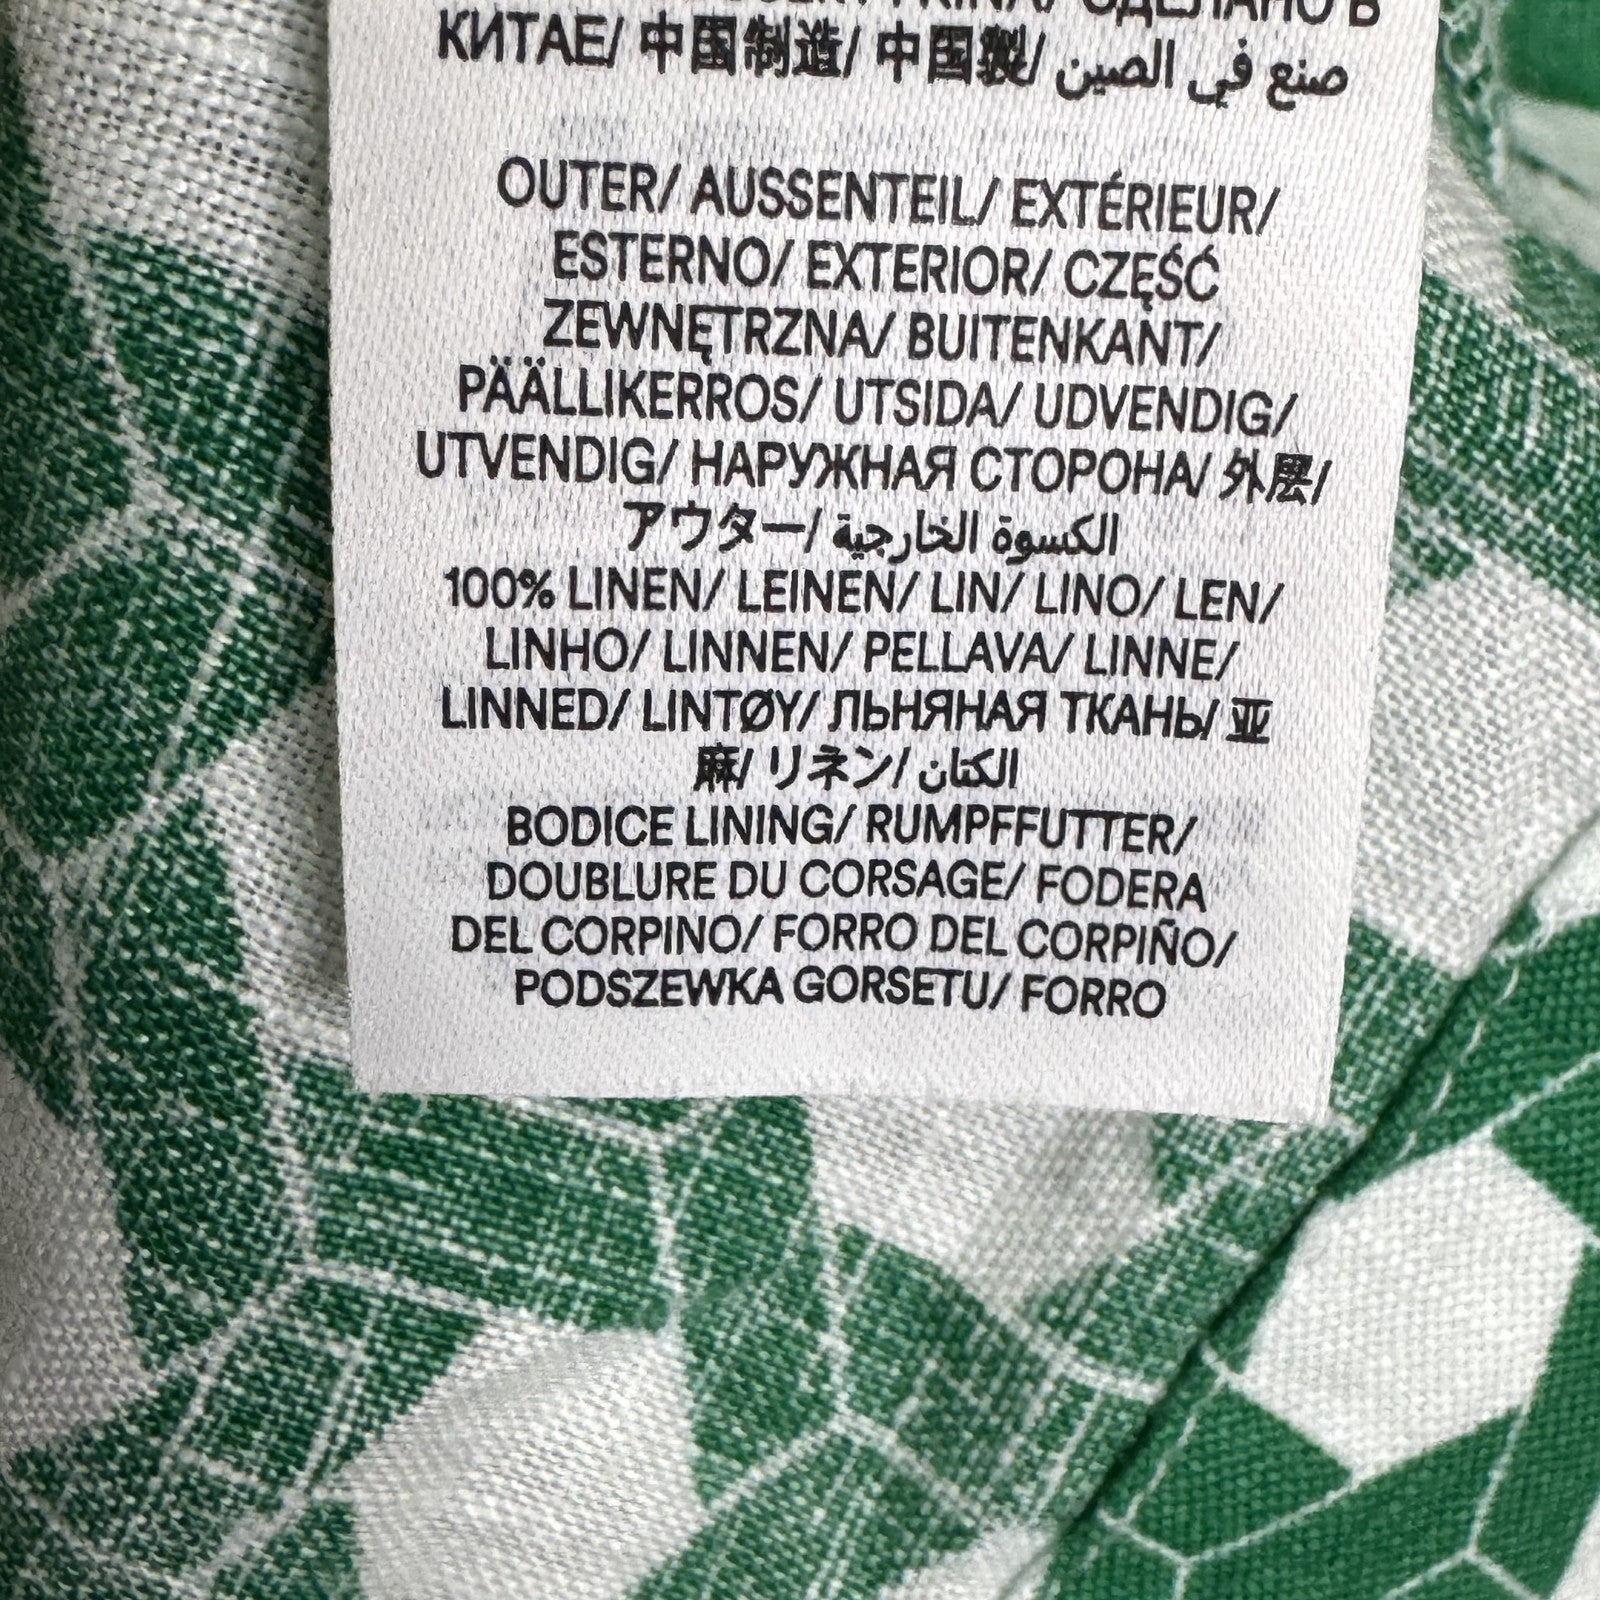 СДЕЛАНО В
КИТАЕ/ 中国制造/ 中国製/ صنع في الصين
OUTER/ AUSSENTEIL/ EXTÉRIEUR/
ESTERNO/ EXTERIOR/ CZĘŚĆ
ZEWNĘTRZNA/ BUITENKANT/
PÄÄLLIKERROS/ UTSIDA/ UDVENDIG/
UTVENDIG/ НАРУЖНАЯ СТОРОНА/ 外层/
アウター/ الكسوة الخارجية
100% LINEN/ LEINEN/ LIN/ LINO/ LEN/
LINHO/ LINNEN/ PELLAVA/ LINNE/
LINNED/ LINTØY/ ЛЬНЯНАЯ ТКАНЬ/ 亚
麻/ リネン/ الكتان
BODICE LINING/ RUMPFFUTTER/
DOUBLURE DU CORSAGE/ FODERA
DEL CORPINO/ FORRO DEL CORPIÑO/
PODSZEWKA GORSETU/ FORRO